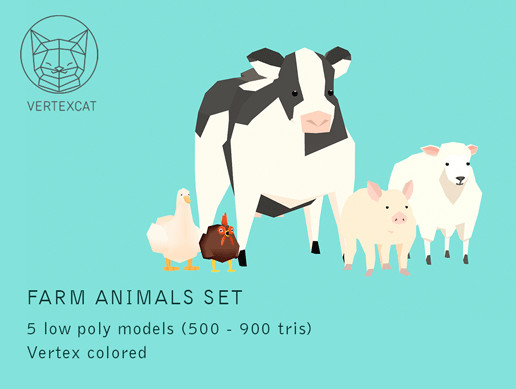 VERTEXCAT
FARM ANIMALS SET
5 low poly models (500 - 900 tris)
Vertex colored